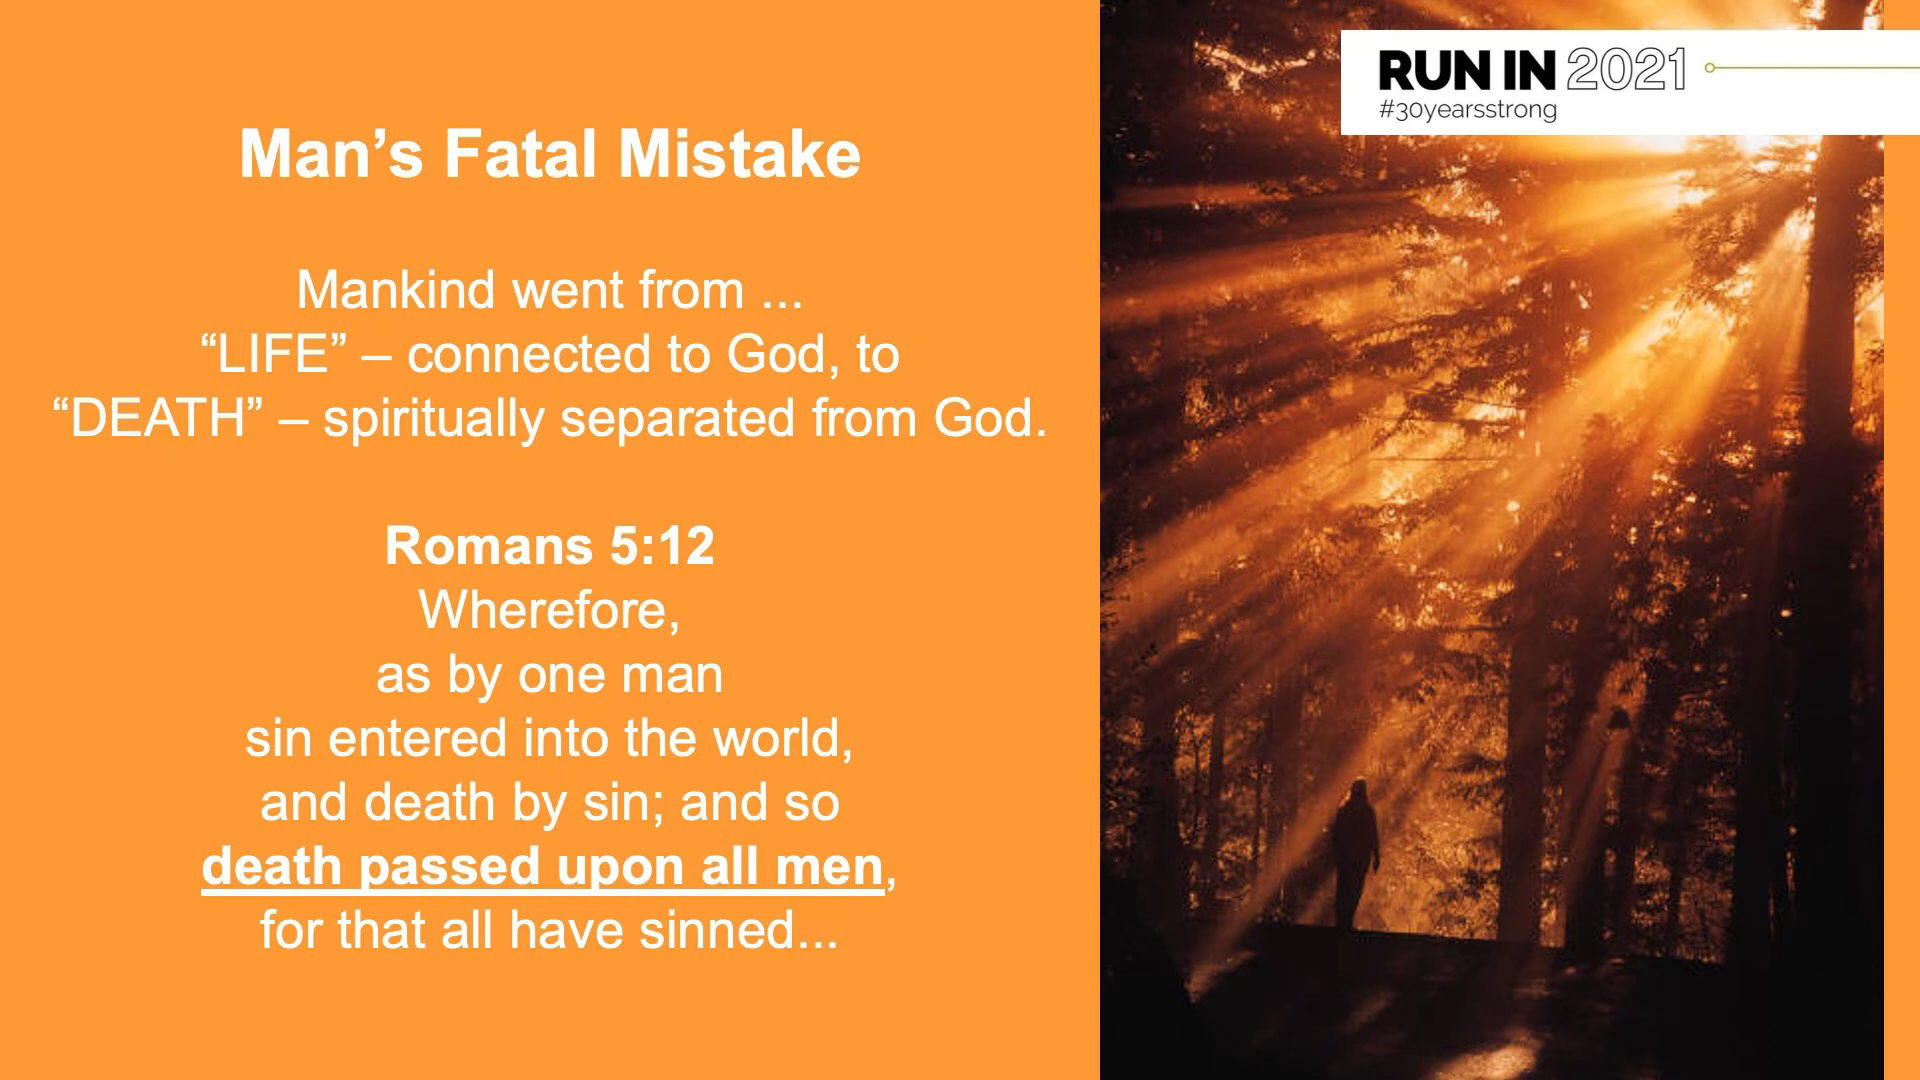 Man’s Fatal Mistake
Mankind went from ...
“LIFE” – connected to God, to
“DEATH” – spiritually separated from God.
Romans 5:12
Wherefore,
as by one man
sin entered into the world,
and death by sin; and so
death passed upon all men,
for that all have sinned...
RUN IN 2021
#30yearsstrong